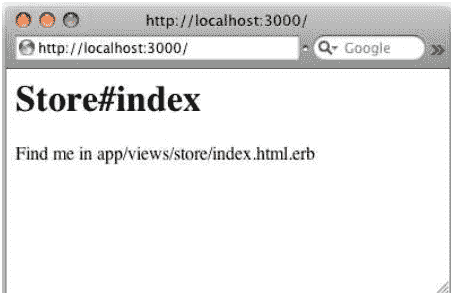 http://localhost:3000/
http://localhost:3000/
Google
Store#index
Find me in app/views/store/index.html.erb